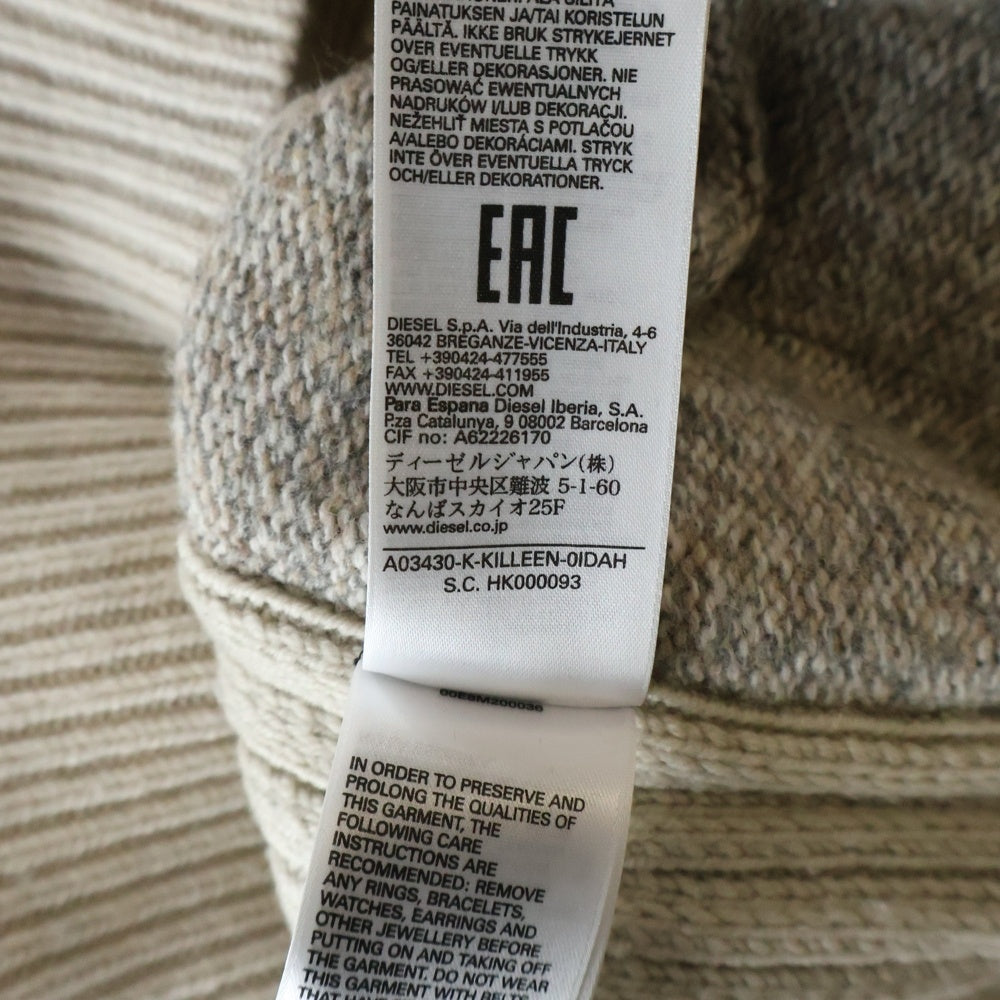 PAINATUKSEN JA/TAI KORISTELUN
PÄÄLTÄ. IKKE BRUK STRYKEJERNET
OVER EVENTUELLE TRYKK
OG/ELLER DEKORASJONER. NIE
PRASOWAĆ EWENTUALNYCH
NADRUKÓW I/LUB DEKORACJI.
NEŽEHLIŤ MIESTA S POTLAČOU
A/ALEBO DEKORÁCIAMI. STRYK
INTE ÖVER EVENTUELLA TRYCK
OCH/ELLER DEKORATIONER.
EAC
DIESEL S.p.A. Via dell'Industria, 4-6
36042 BREGANZE-VICENZA-ITALY
TEL +390424-477555
FAX +390424-411955
WWW.DIESEL.COM
Para Espana Diesel Iberia, S.A.
P.za Catalunya, 9 08002 Barcelona
CIF no: A62226170
ディーゼルジャパン(株)
大阪市中央区難波 5-1-60
なんばスカイオ25F
www.diesel.co.jp
A03430-K-KILLEEN-0IDAH
S.C. HK000093
IN ORDER TO PRESERVE AND
PROLONG THE QUALITIES OF
THIS GARMENT, THE
FOLLOWING CARE
INSTRUCTIONS ARE
RECOMMENDED: REMOVE
ANY RINGS, BRACELETS,
WATCHES, EARRINGS AND
OTHER JEWELLERY BEFORE
PUTTING ON AND TAKING OFF
THE GARMENT. DO NOT WEAR
THIS GARMENT WITH BELTS